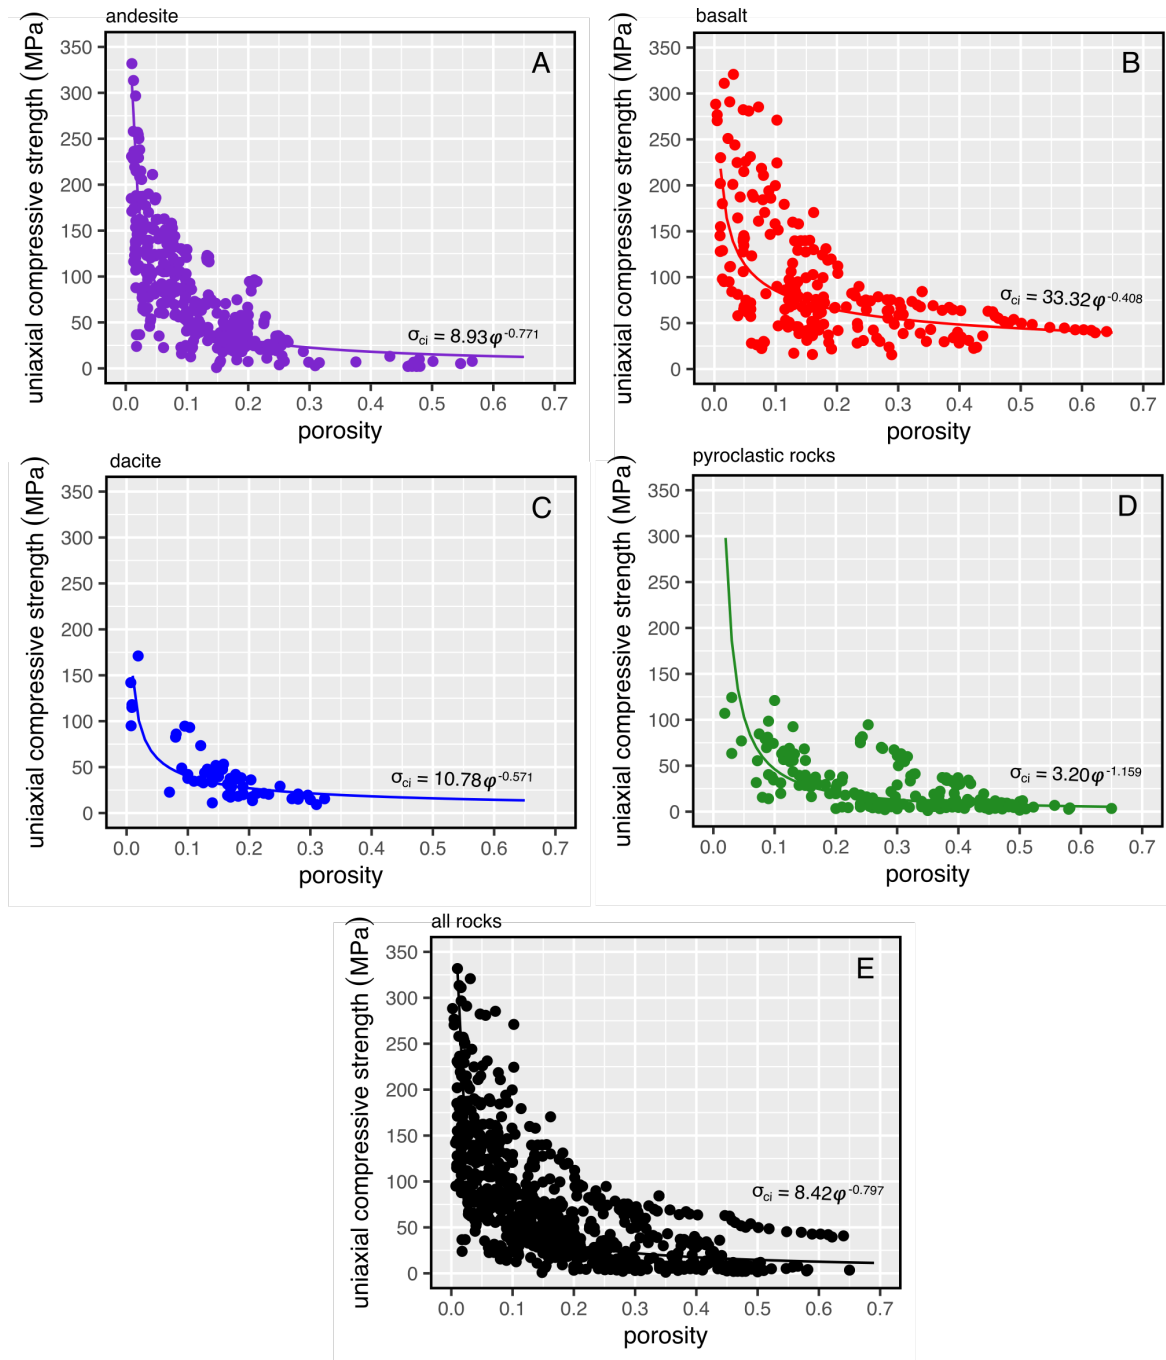 andesite
uniaxial compressive strength (MPa)
350
300
250
200
150
100
50
0
A
σci = 8.93φ-0.771
0.0 0.1 0.2 0.3 0.4 0.5 0.6 0.7
porosity
basalt
uniaxial compressive strength (MPa)
350
300
250
200
150
100
50
0
B
σci = 33.32φ-0.408
0.0 0.1 0.2 0.3 0.4 0.5 0.6 0.7
porosity
dacite
uniaxial compressive strength (MPa)
350
300
250
200
150
100
50
0
C
σci = 10.78φ-0.571
0.0 0.1 0.2 0.3 0.4 0.5 0.6 0.7
porosity
pyroclastic rocks
uniaxial compressive strength (MPa)
350
300
250
200
150
100
50
0
D
σci = 3.20φ-1.159
0.0 0.1 0.2 0.3 0.4 0.5 0.6 0.7
porosity
all rocks
uniaxial compressive strength (MPa)
350
300
250
200
150
100
50
0
E
σci = 8.42φ-0.797
0.0 0.1 0.2 0.3 0.4 0.5 0.6 0.7
porosity